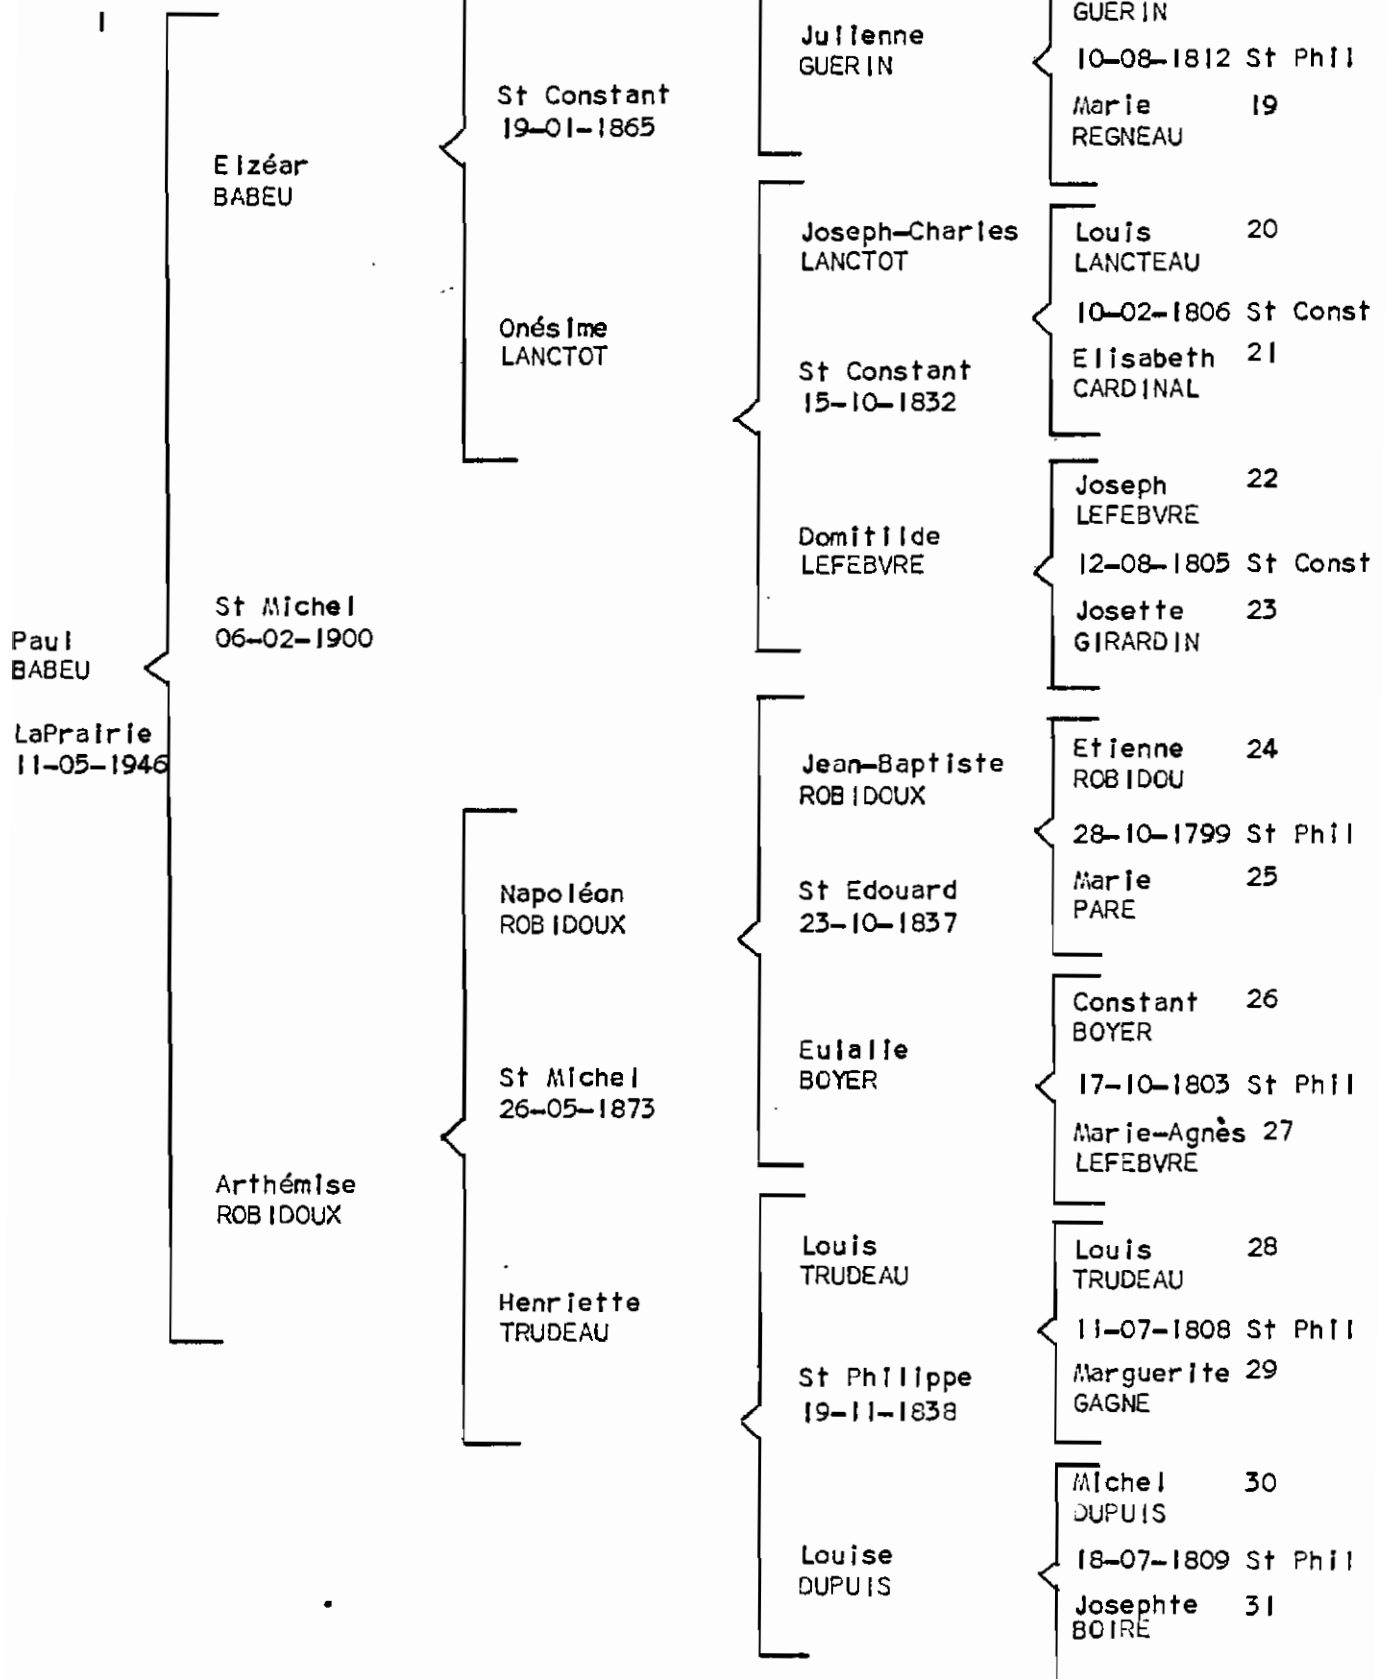 I
Paul
BABEU
LaPrairie
11-05-1946
Elzéar
BABEU
St Michel
06-02-1900
Arthémise
ROBIDOUX
St Constant
19-01-1865
Onésime
LANCTOT
Napoléon
ROBIDOUX
St Michel
26-05-1873
Henriette
TRUDEAU
Julienne
GUERIN
Joseph-Charles
LANCTOT
St Constant
15-10-1832
Domitilde
LEFEBVRE
Jean-Baptiste
ROBIDOUX
St Edouard
23-10-1837
Eulalie
BOYER
Louis
TRUDEAU
St Philippe
19-11-1838
Louise
DUPUIS
GUERIN
10-08-1812 St Phil
Marie 19
REGNEAU
Louis 20
LANCTEAU
10-02-1806 St Const
Elisabeth 21
CARDINAL
Joseph 22
LEFEBVRE
12-08-1805 St Const
Josette 23
GIRARDIN
Etienne 24
ROBIDOU
28-10-1799 St Phil
Marie 25
PARE
Constant 26
BOYER
17-10-1803 St Phil
Marie-Agnès 27
LEFEBVRE
Louis 28
TRUDEAU
11-07-1808 St Phil
Marguerite 29
GAGNE
Michel 30
DUPUIS
18-07-1809 St Phil
Josephte 31
BOIRE